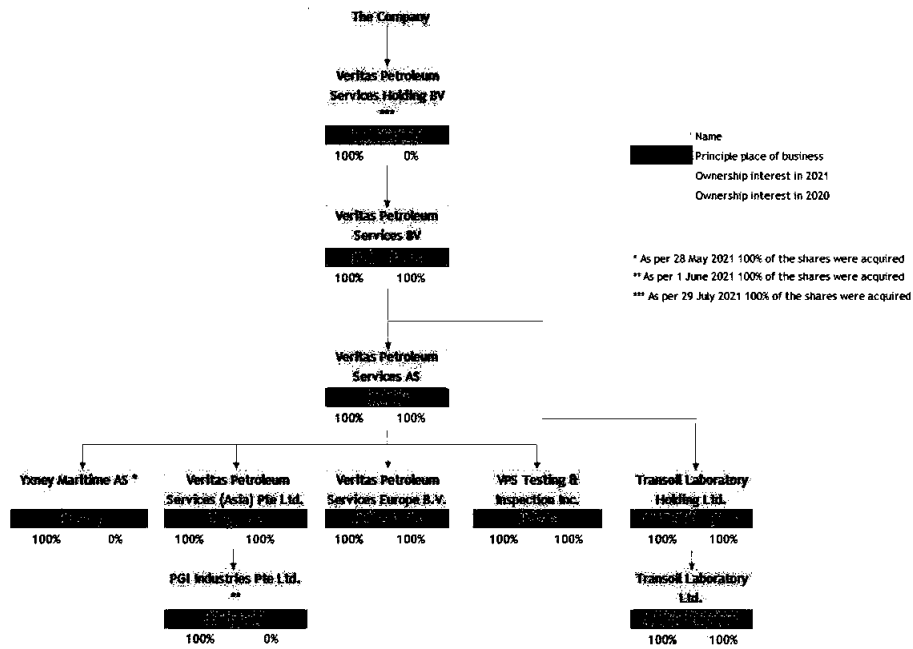 The Company
Veritas Petroleum
Services Holding BV
***
100% 0%
Name
Principle place of business
Ownership interest in 2021
Ownership interest in 2020
Veritas Petroleum
Services BV
100% 100%
* As per 28 May 2021 100% of the shares were acquired
** As per 1 June 2021 100% of the shares were acquired
*** As per 29 July 2021 100% of the shares were acquired
Veritas Petroleum
Services AS
100% 100%
Yxney Maritime AS *
100% 0%
Veritas Petroleum
Services (Asia) Pte Ltd.
100% 100%
Veritas Petroleum
Services Europe B.V.
100% 100%
VPS Testing &
Inspection Inc.
100% 100%
Transoil Laboratory
Holding Ltd.
100% 100%
PGI Industries Pte Ltd.
**
100% 0%
Transoil Laboratory
Ltd.
100% 100%